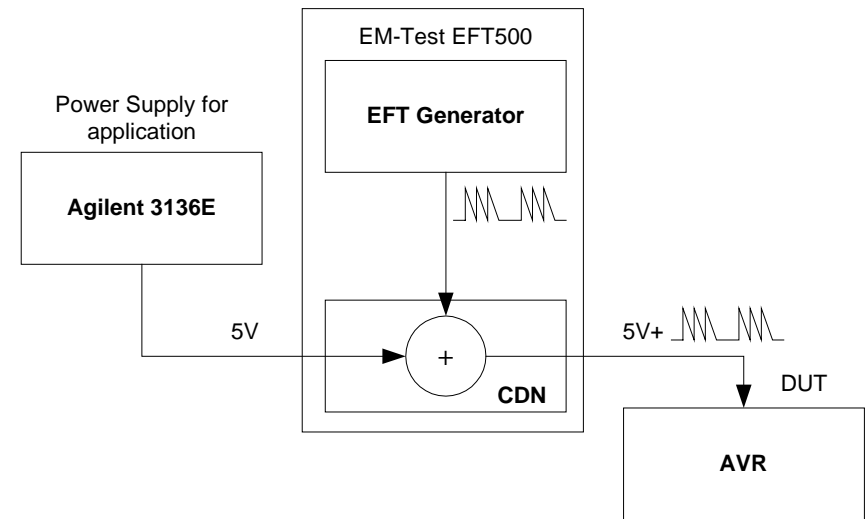 EM-Test EFT500
EFT Generator
Power Supply for
application
Agilent 3136E
5V
+
CDN
5V+
DUT
AVR